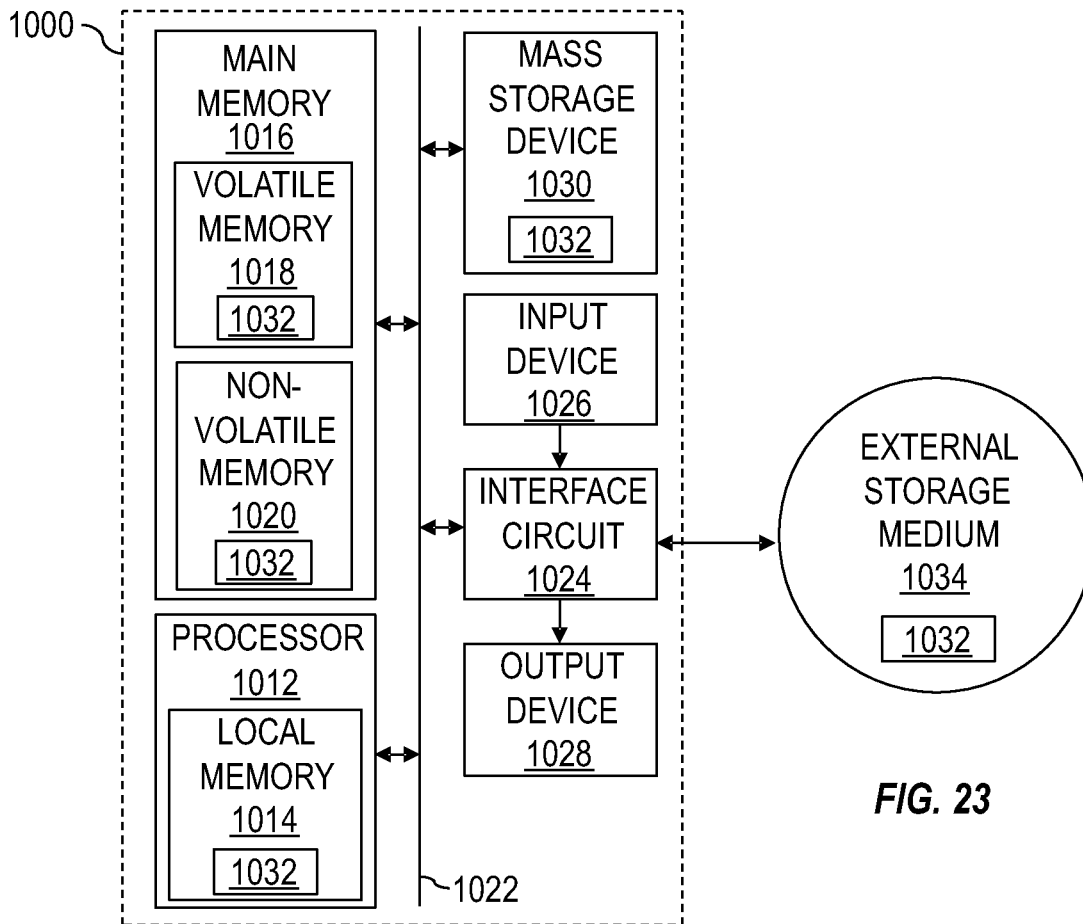 1000
MAIN
MEMORY
1016
VOLATILE
MEMORY
1018
1032
NON-
VOLATILE
MEMORY
1020
1032
PROCESSOR
1012
LOCAL
MEMORY
1014
1032
1022
MASS
STORAGE
DEVICE
1030
1032
INPUT
DEVICE
1026
INTERFACE
CIRCUIT
1024
OUTPUT
DEVICE
1028
EXTERNAL
STORAGE
MEDIUM
1034
1032
FIG. 23